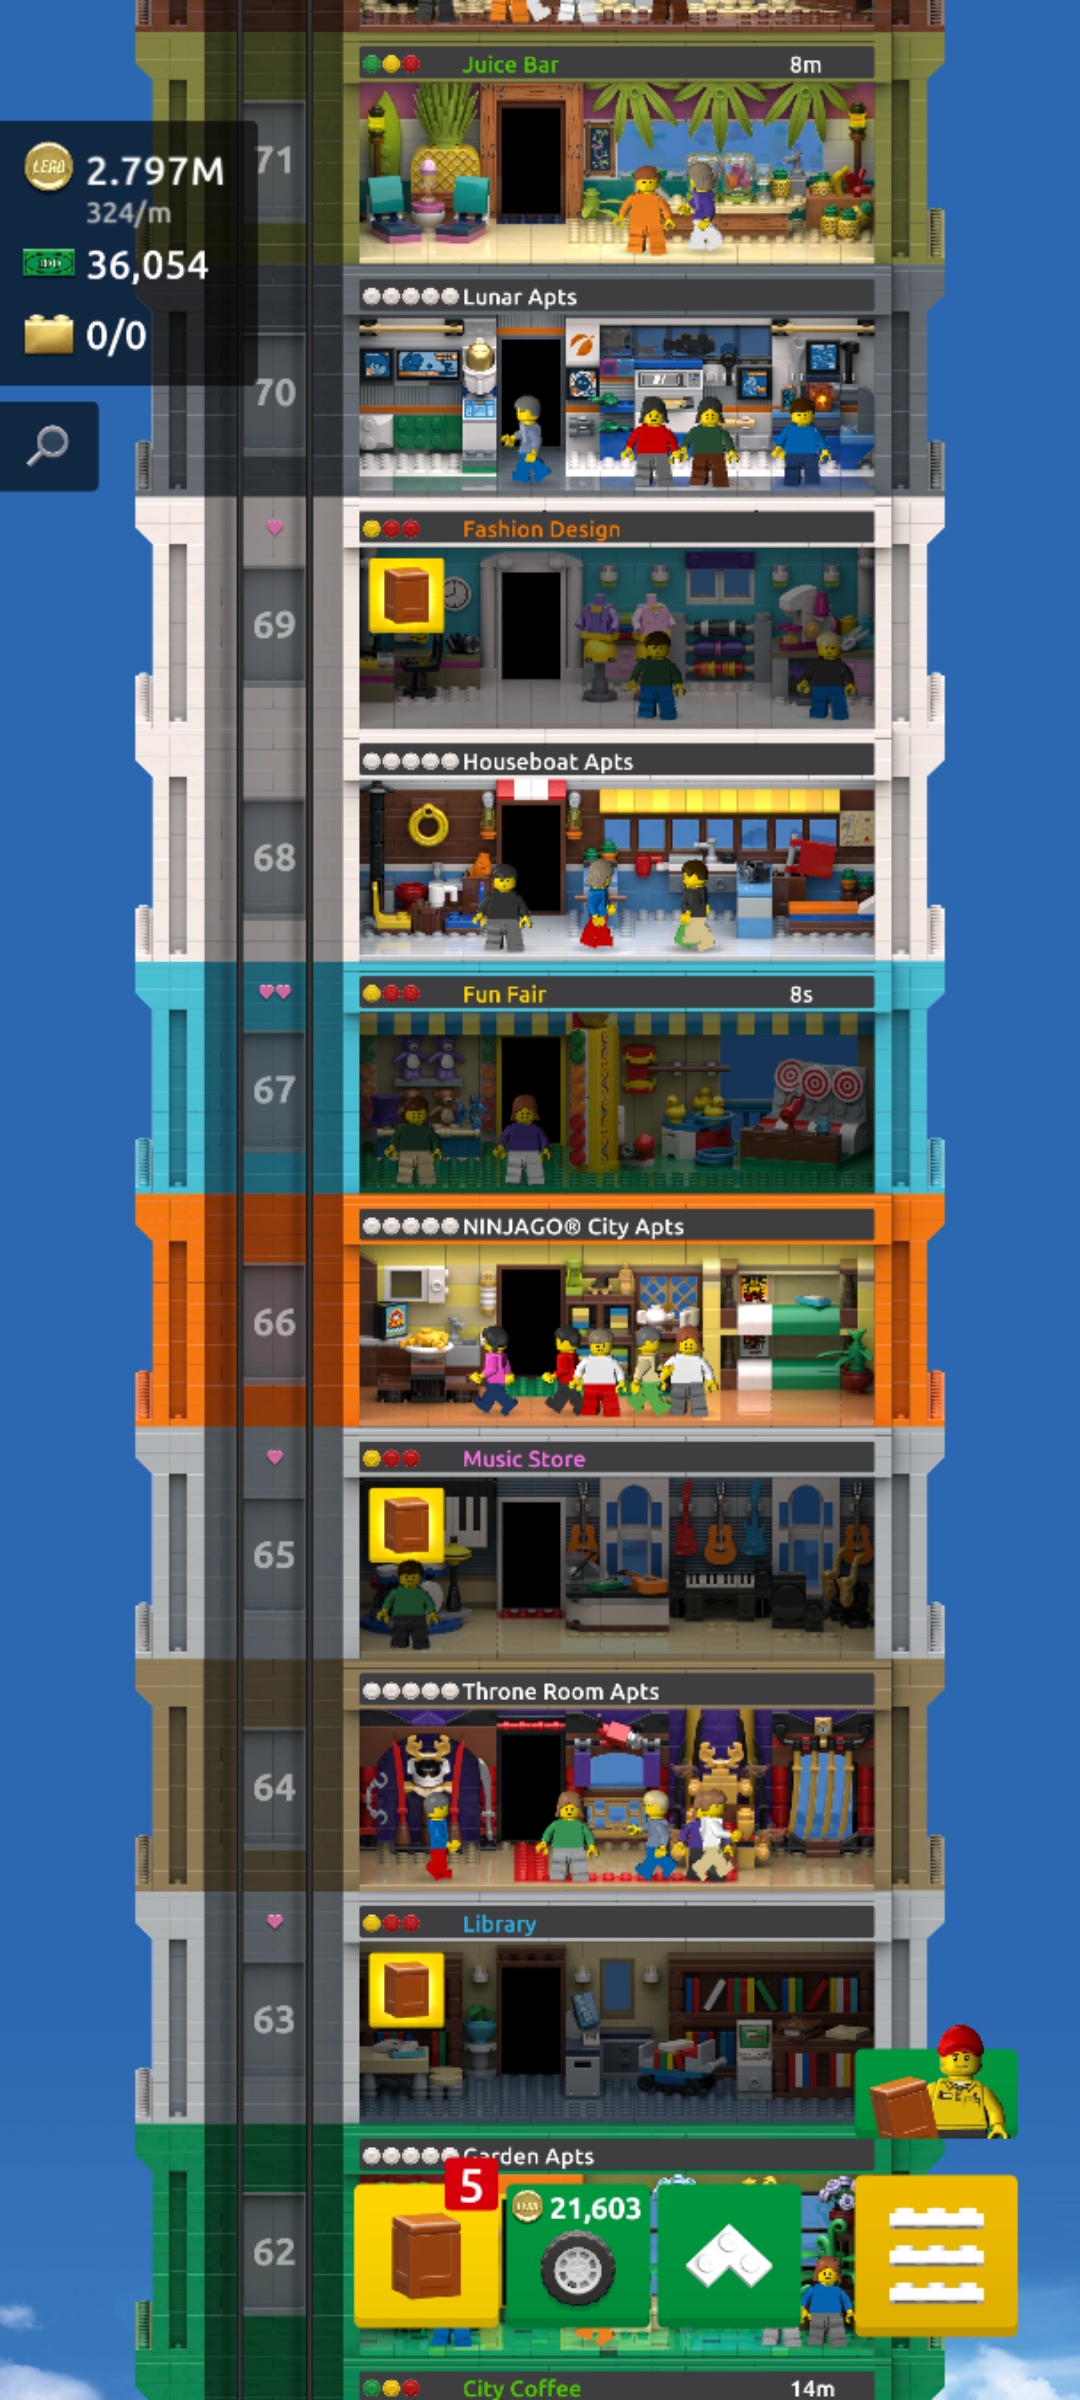 Juice Bar 8m
71
LEGO 2.797M
324/m
36,054
0/0
Lunar Apts
70
Fashion Design
69
Houseboat Apts
68
Fun Fair 8s
67
NINJAGO® City Apts
66
Music Store
65
Throne Room Apts
64
Library
63
Garden Apts
5
21,603
62
City Coffee 14m